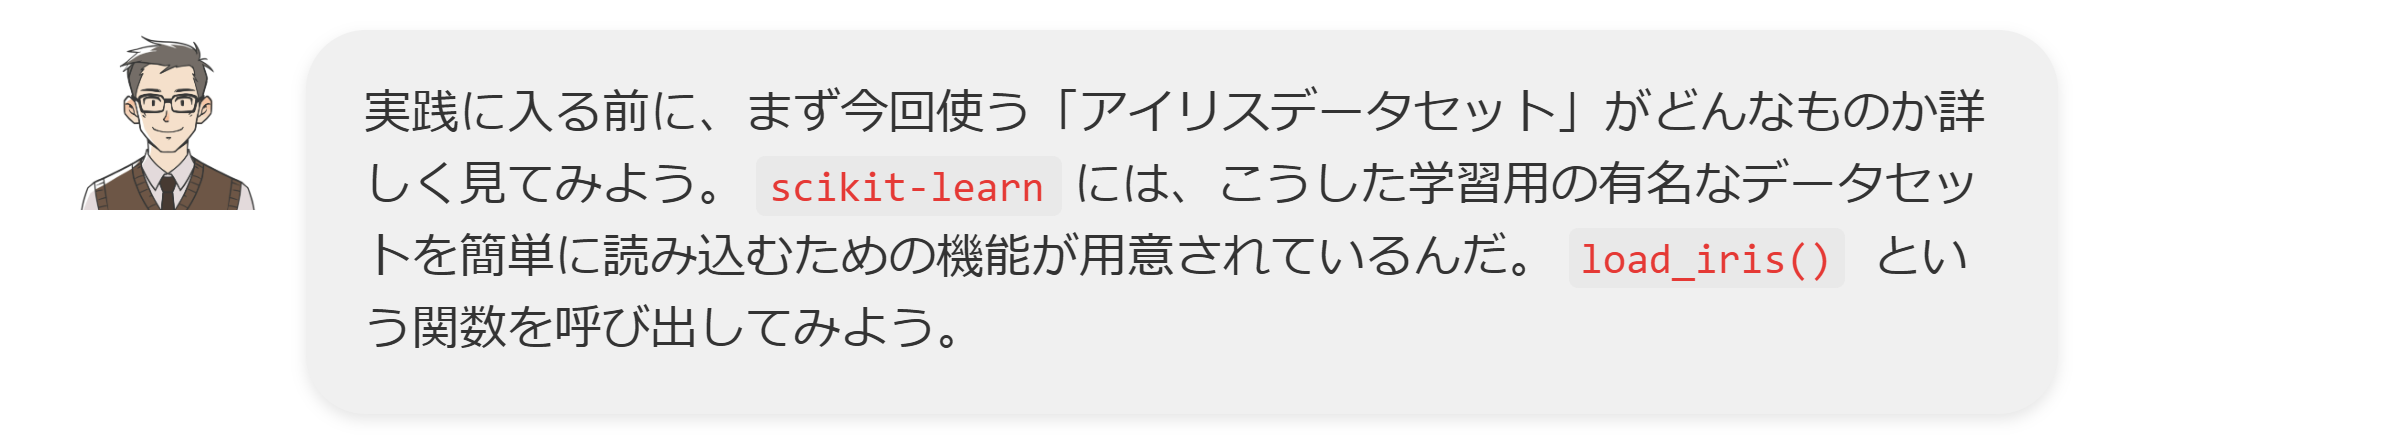 実践に入る前に、まず今回使う「アイリスデータセット」がどんなものか詳
しく見てみよう。 scikit-learn には、こうした学習用の有名なデータセッ
トを簡単に読み込むための機能が用意されているんだ。 load_iris() とい
う関数を呼び出してみよう。